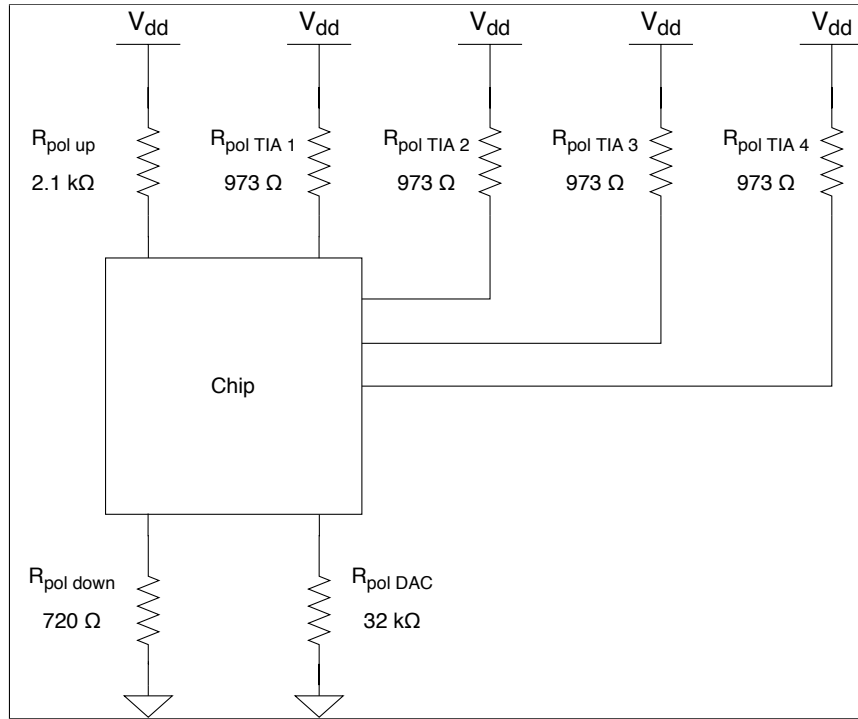 Vdd Vdd Vdd Vdd Vdd
Rpol up Rpol TIA 1 Rpol TIA 2 Rpol TIA 3 Rpol TIA 4
2.1 kΩ 973 Ω 973 Ω 973 Ω 973 Ω
Chip
Rpol down Rpol DAC
720 Ω 32 kΩ